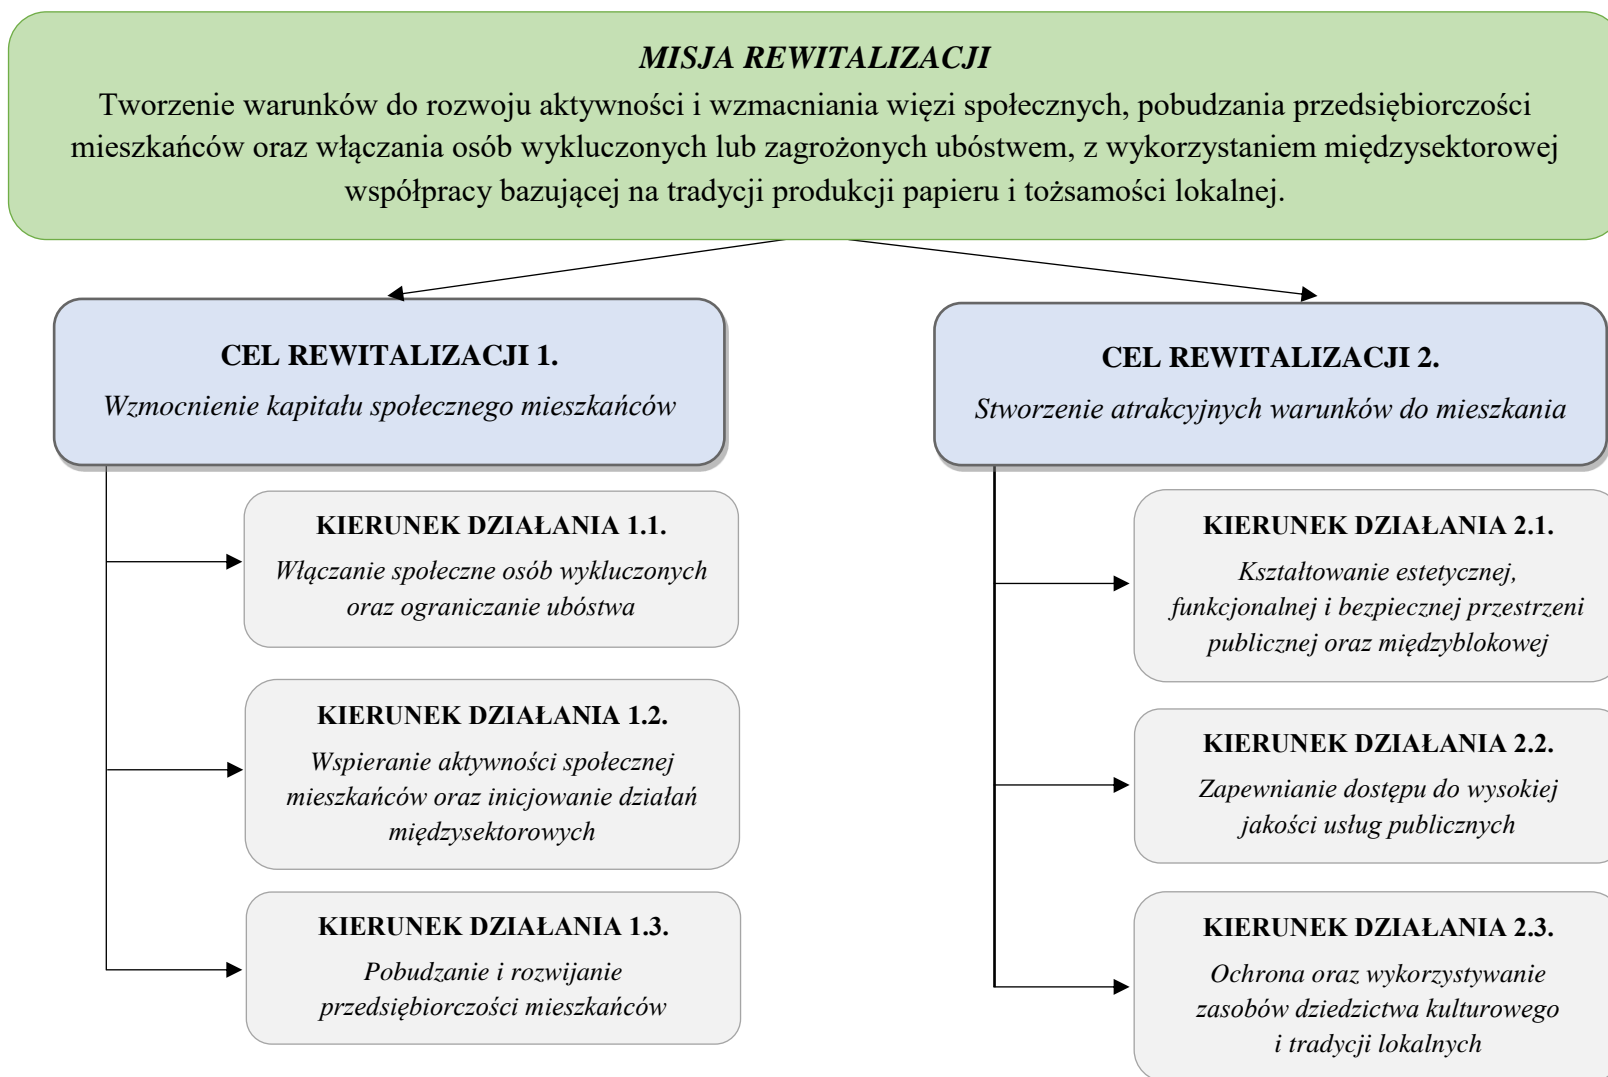 MISJA REWITALIZACJI
Tworzenie warunków do rozwoju aktywności i wzmacniania więzi społecznych, pobudzania przedsiębiorczości
mieszkańców oraz włączania osób wykluczonych lub zagrożonych ubóstwem, z wykorzystaniem międzysektorowej
współpracy bazującej na tradycji produkcji papieru i tożsamości lokalnej.
CEL REWITALIZACJI 1.
Wzmocnienie kapitału społecznego mieszkańców
KIERUNEK DZIAŁANIA 1.1.
Włączanie społeczne osób wykluczonych
oraz ograniczanie ubóstwa
KIERUNEK DZIAŁANIA 1.2.
Wspieranie aktywności społecznej
mieszkańców oraz inicjowanie działań
międzysektorowych
KIERUNEK DZIAŁANIA 1.3.
Pobudzanie i rozwijanie
przedsiębiorczości mieszkańców
CEL REWITALIZACJI 2.
Stworzenie atrakcyjnych warunków do mieszkania
KIERUNEK DZIAŁANIA 2.1.
Kształtowanie estetycznej,
funkcjonalnej i bezpiecznej przestrzeni
publicznej oraz międzyblokowej
KIERUNEK DZIAŁANIA 2.2.
Zapewnianie dostępu do wysokiej
jakości usług publicznych
KIERUNEK DZIAŁANIA 2.3.
Ochrona oraz wykorzystywanie
zasobów dziedzictwa kulturowego
i tradycji lokalnych